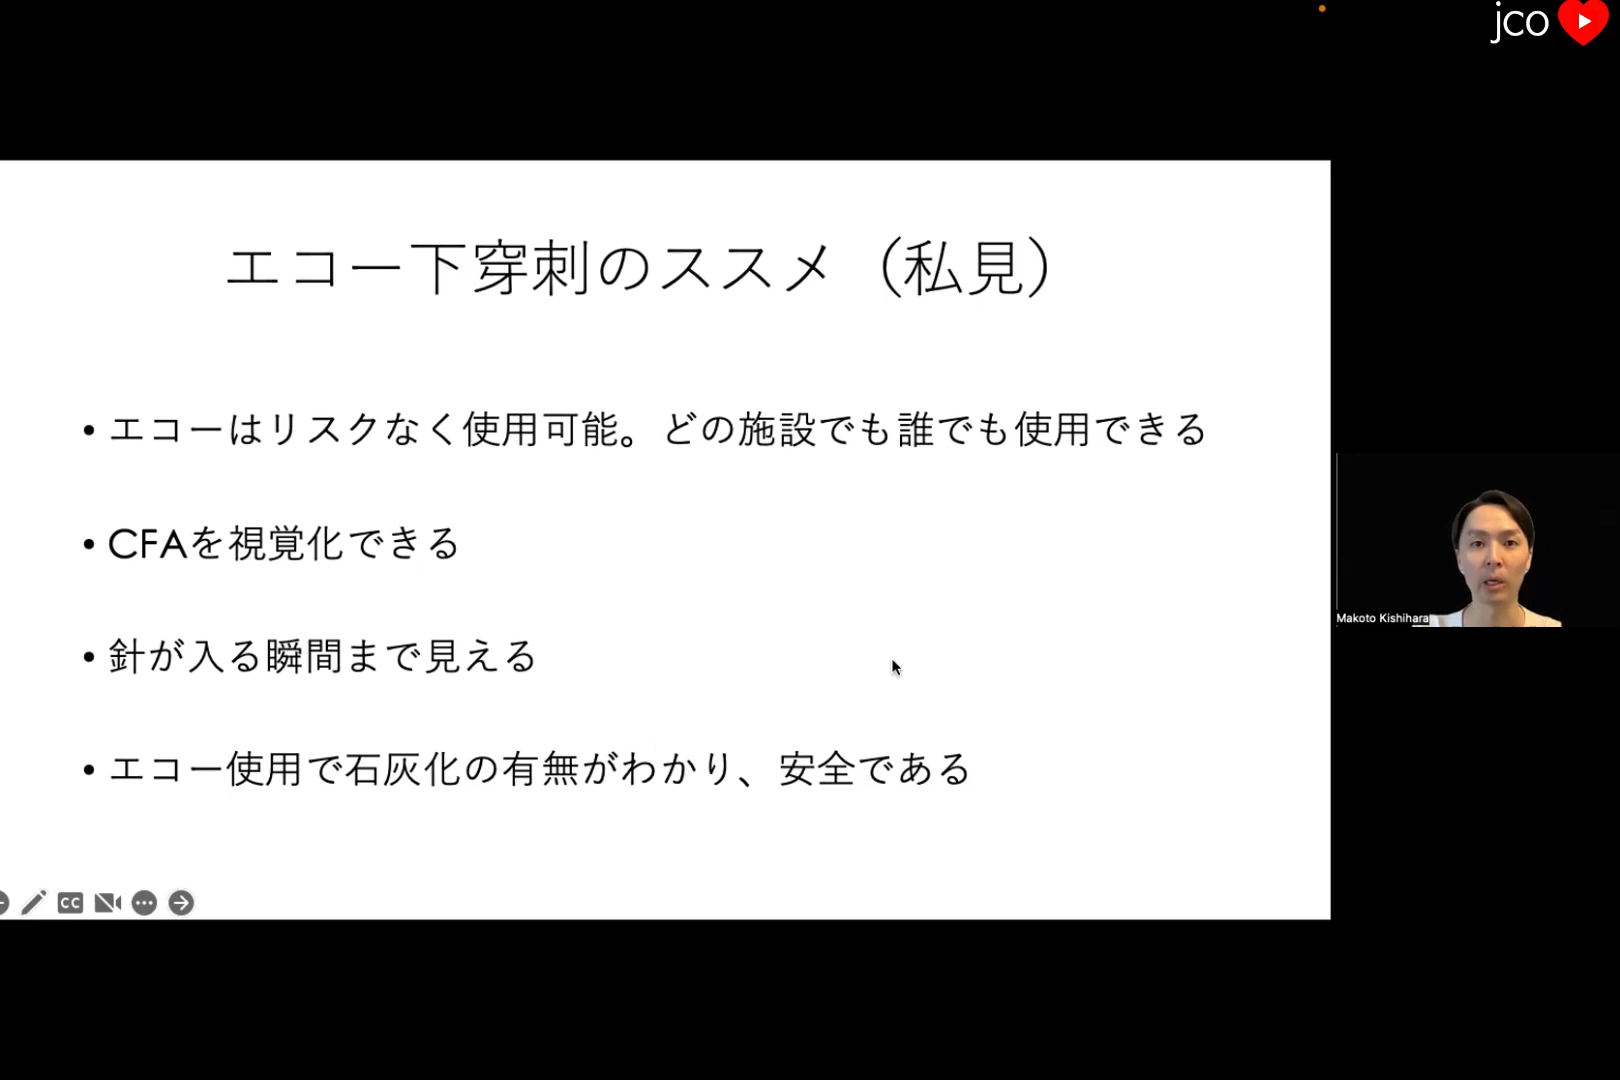 jco
エコー下穿刺のススメ（私見）
• エコーはリスクなく使用可能。どの施設でも誰でも使用できる
• CFAを視覚化できる
• 針が入る瞬間まで見える
• エコー使用で石灰化の有無がわかり、安全である
Makoto Kishihara
CC